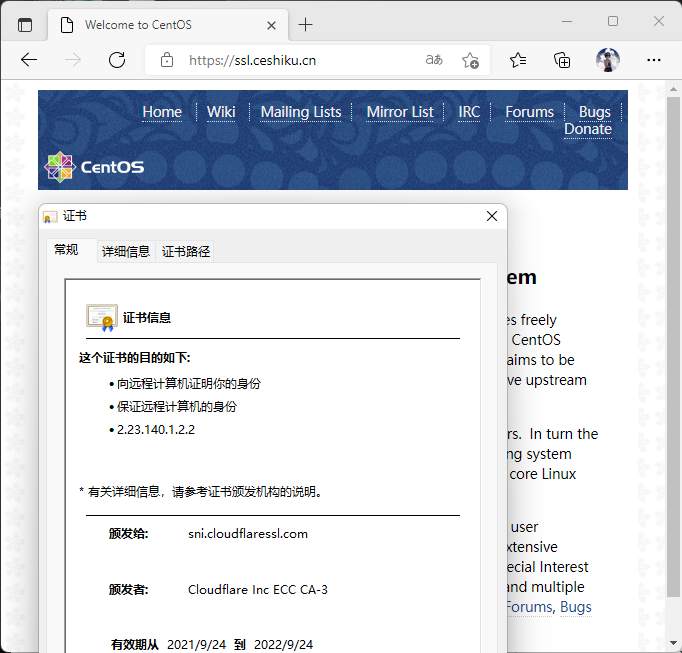 Welcome to CentOS
https://ssl.ceshiku.cn
Home Wiki Mailing Lists Mirror List IRC Forums Bugs
Donate
CentOS
证书
常规 详细信息 证书路径
证书信息
这个证书的目的如下:
• 向远程计算机证明你的身份
• 保证远程计算机的身份
• 2.23.140.1.2.2
* 有关详细信息，请参考证书颁发机构的说明。
颁发给: sni.cloudflaressl.com
颁发者: Cloudflare Inc ECC CA-3
有效期从 2021/9/24 到 2022/9/24
em
es freely
CentOS
aims to be
ve upstream
rs. In turn the
ng system
core Linux
user
xtensive
ecial Interest
and multiple
Forums, Bugs